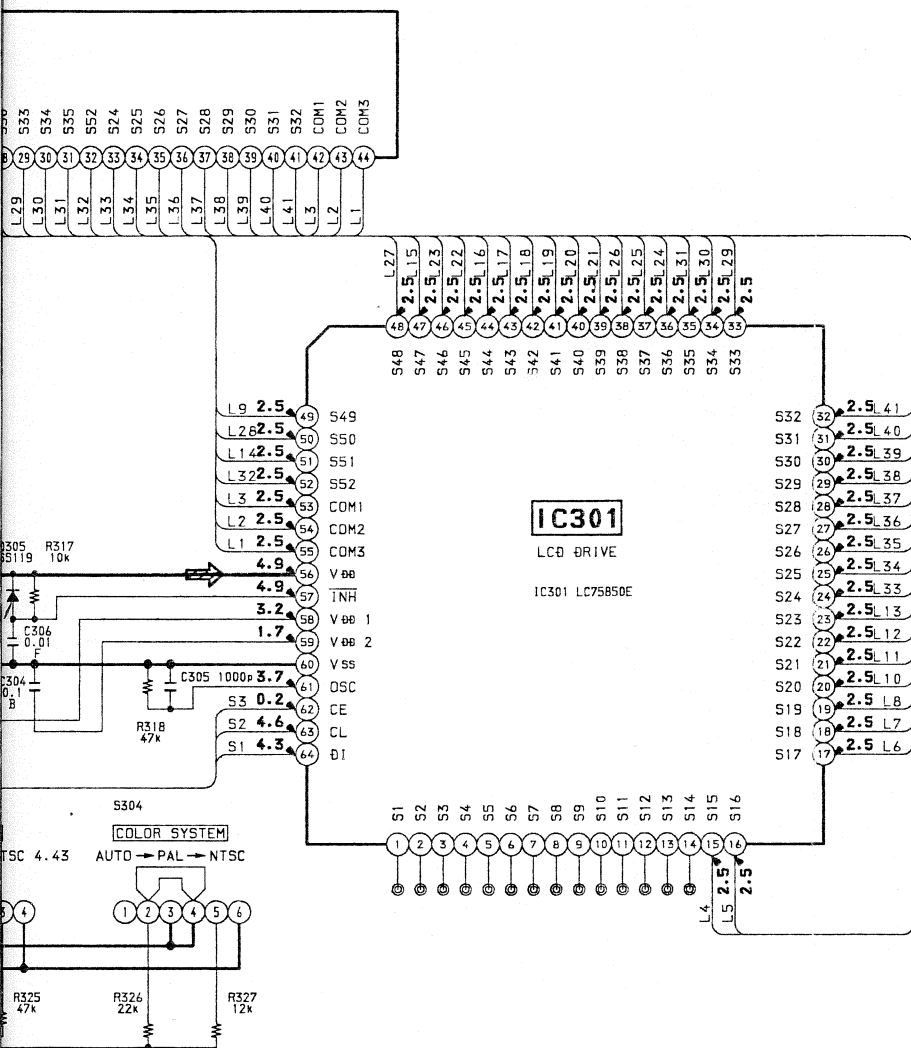 S33 S34 S35 S52 S24 S25 S26 S27 S28 S29 S30 S31 S32 COM1 COM2 COM3
29 30 31 32 33 34 35 36 37 38 39 40 41 42 43 44
L29 L30 L31 L32 L33 L34 L35 L36 L37 L38 L39 L40 L41 L3 L2 L1
L27 L15 L23 L22 L16 L17 L18 L19 L20 L21 L26 L25 L24 L31 L30 L29
2.5 2.5 2.5 2.5 2.5 2.5 2.5 2.5 2.5 2.5 2.5 2.5 2.5 2.5 2.5 2.5
48 47 46 45 44 43 42 41 40 39 38 37 36 35 34 33
S48 S47 S46 S45 S44 S43 S42 S41 S40 S39 S38 S37 S36 S35 S34 S33
L9 2.5 49 S49
L28 2.5 50 S50
L14 2.5 51 S51
L32 2.5 52 S52
L3 2.5 53 COM1
L2 2.5 54 COM2
L1 2.5 55 COM3
4.9 56 VDD
4.9 57 INH
3.2 58 VDD 1
1.7 59 VDD 2
60 VSS
3.7 61 OSC
S3 0.2 62 CE
S2 4.6 63 CL
S1 4.3 64 DI
R317
10k
C306
0.01
F
C304
0.1
B
C305 1000p
R318
47k
IC301
LCD DRIVE
IC301 LC75850E
S32 32 2.5 L41
S31 31 2.5 L40
S30 30 2.5 L39
S29 29 2.5 L38
S28 28 2.5 L37
S27 27 2.5 L36
S26 26 2.5 L35
S25 25 2.5 L34
S24 24 2.5 L33
S23 23 2.5 L13
S22 22 2.5 L12
S21 21 2.5 L11
S20 20 2.5 L10
S19 19 2.5 L8
S18 18 2.5 L7
S17 17 2.5 L6
S1 S2 S3 S4 S5 S6 S7 S8 S9 S10 S11 S12 S13 S14 S15 S16
1 2 3 4 5 6 7 8 9 10 11 12 13 14 15 16
2.5 2.5
L4 L5
S304
COLOR SYSTEM
TSC 4.43
AUTO → PAL → NTSC
3 4
1 2 3 4 5 6
R325
47k
R326
22k
R327
12k